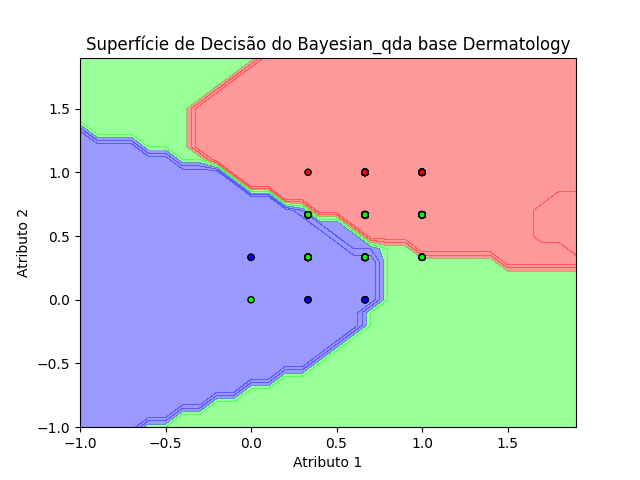 Superfície de Decisão do Bayesian_qda base Dermatology
Atributo 2
1.5
1.0
0.5
0.0
−0.5
−1.0
−1.0 −0.5 0.0 0.5 1.0 1.5
Atributo 1